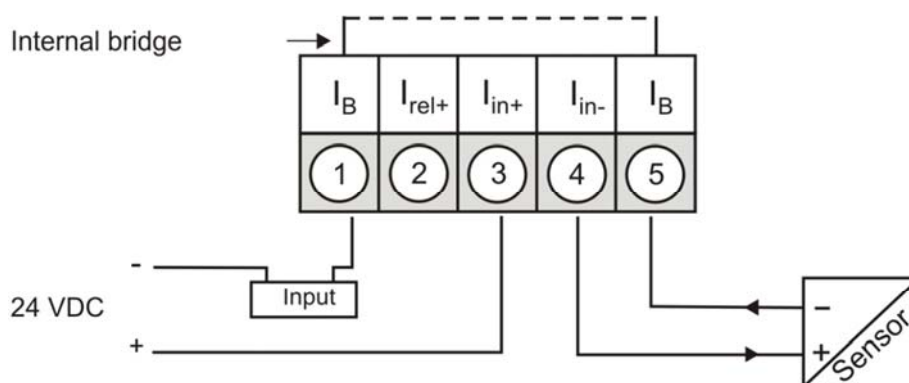 Internal bridge
I_B I_rel+ I_in+ I_in- I_B
1 2 3 4 5
-
Input
24 VDC
+
-
+
Sensor